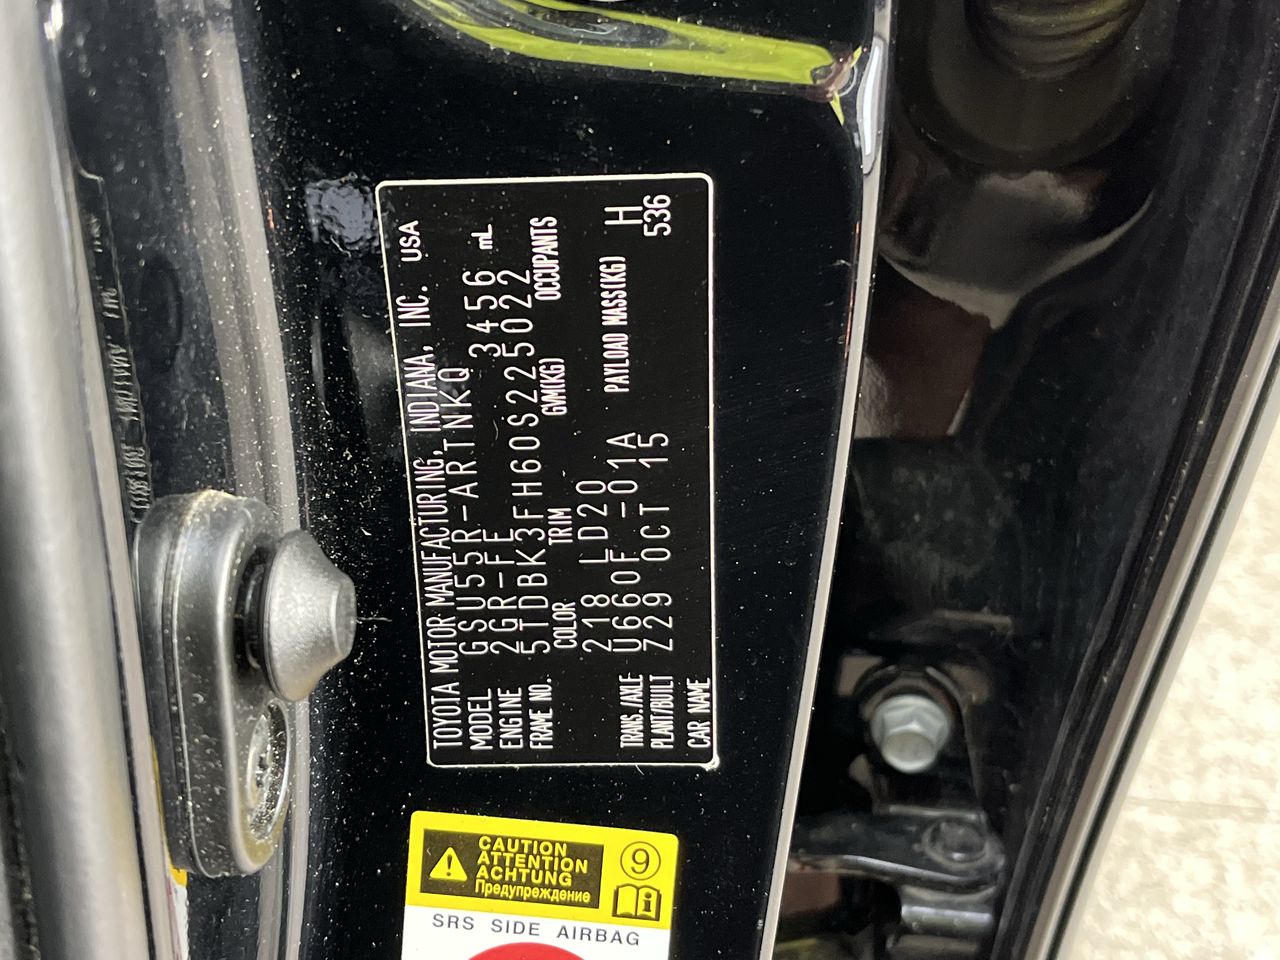 TOYOTA MOTOR MANUFACTURING, INDIANA, INC. USA
MODEL GSU55R-ARTNKQ
ENGINE 2GR-FE 3456 mL
FRAME NO. 5TDBK3FH60S225022
COLOR TRIM GVM(KG) OCCUPANTS
218 LD20
TRANS./AXLE U660F -01A PAYLOAD MASS(KG) H
PLANT/BUILT Z29 OCT 15 536
CAR NAME
CAUTION
ATTENTION
ACHTUNG
Предупреждение
9
SRS SIDE AIRBAG